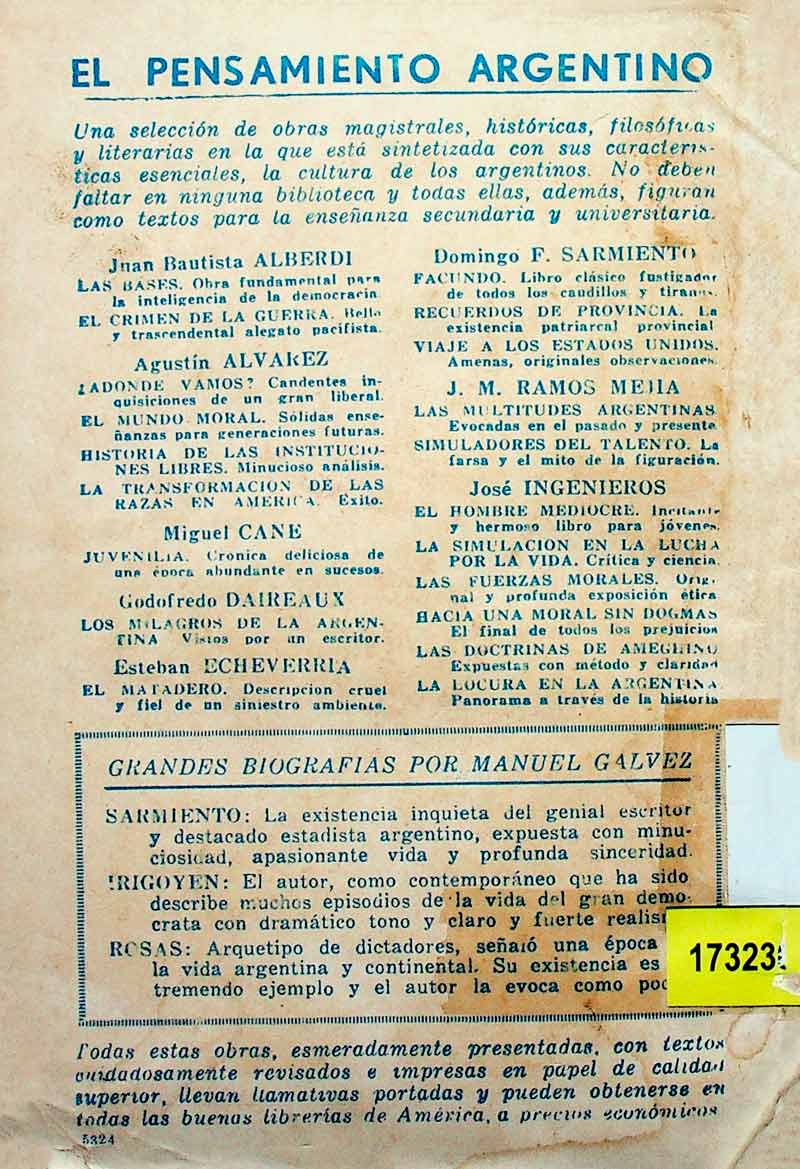 EL PENSAMIENTO ARGENTINO
Una selección de obras magistrales, históricas, filosóficas
y literarias en la que está sintetizada con sus caracterís-
ticas esenciales, la cultura de los argentinos. No deben
faltar en ninguna biblioteca y todas ellas, además, figuran
como textos para la enseñanza secundaria y universitaria.
Juan Bautista ALBERDI
LAS BASES. Obra fundamental para
la inteligencia de la democracia
EL CRIMEN DE LA GUERRA. Bello
y trascendental alegato pacifista.
Agustín ALVAREZ
¿ADONDE VAMOS? Candentes in-
quisiciones de un gran liberal.
EL MUNDO MORAL. Sólidas ense-
ñanzas para generaciones futuras.
HISTORIA DE LAS INSTITUCIO-
NES LIBRES. Minucioso análisis.
LA TRANSFORMACION DE LAS
RAZAS EN AMERICA. Exito.
Miguel CANE
JUVENILIA. Cronica deliciosa de
una época abundante en sucesos.
Godofredo DAIREAUX
LOS MILAGROS DE LA ARGEN-
TINA Vistos por un escritor.
Esteban ECHEVERRIA
EL MATADERO. Descripcion cruel
y fiel de un siniestro ambiente.
Domingo F. SARMIENTO
FACUNDO. Libro clásico fustigador
de todos los caudillos y tiranos.
RECUERDOS DE PROVINCIA. La
existencia patriarcal provincial
VIAJE A LOS ESTADOS UNIDOS.
Amenas, originales observaciones.
J. M. RAMOS MEJIA
LAS MULTITUDES ARGENTINAS
Evocadas en el pasado y presente
SIMULADORES DEL TALENTO. La
farsa y el mito de la figuración.
José INGENIEROS
EL HOMBRE MEDIOCRE. Incitante
y hermoso libro para jóvenes.
LA SIMULACION EN LA LUCHA
POR LA VIDA. Crítica y ciencia.
LAS FUERZAS MORALES. Origi-
nal y profunda exposición ética
HACIA UNA MORAL SIN DOGMAS
El final de todos los prejuicios
LAS DOCTRINAS DE AMEGHINO
Expuestas con método y claridad
LA LOCURA EN LA ARGENTINA
Panorama a través de la historia
GRANDES BIOGRAFIAS POR MANUEL GALVEZ
SARMIENTO: La existencia inquieta del genial escritor
y destacado estadista argentino, expuesta con minu-
ciosidad, apasionante vida y profunda sinceridad.
IRIGOYEN: El autor, como contemporáneo que ha sido
describe muchos episodios de la vida del gran demo-
crata con dramático tono y claro y fuerte
ROSAS: Arquetipo de dictadores, señaló una época
la vida argentina y continental. Su existencia es
tremendo ejemplo y el autor la evoca como
17323
Todas estas obras, esmeradamente presentadas, con textos
cuidadosamente revisados e impresas en papel de calidad
superior, llevan llamativas portadas y pueden obtenerse en
todas las buenas librerías de América, a precios económicos
5324